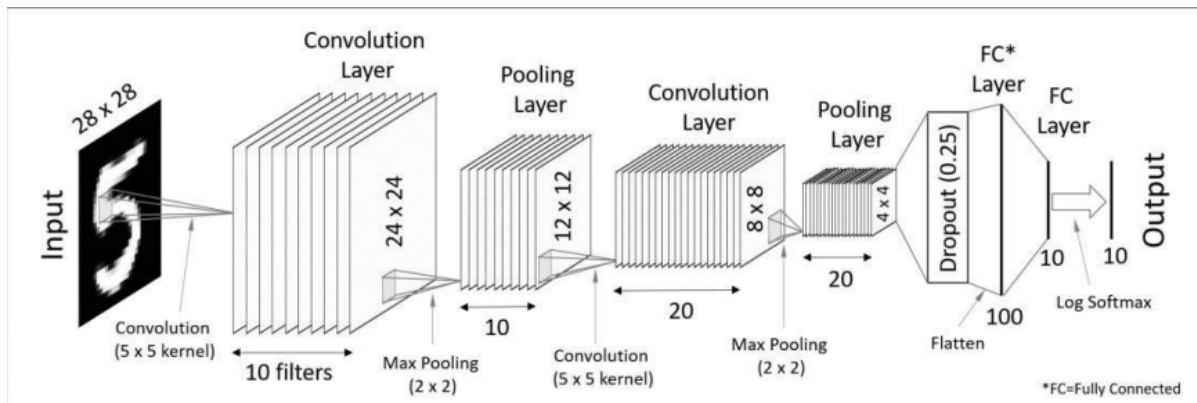 Input
28 x 28
Convolution
(5 x 5 kernel)
Convolution
Layer
24 x 24
10 filters
Max Pooling
(2 x 2)
Pooling
Layer
12 x 12
10
Convolution
(5 x 5 kernel)
Convolution
Layer
8 x 8
20
Max Pooling
(2 x 2)
Pooling
Layer
4 x 4
20
Dropout (0.25)
Flatten
FC*
Layer
100
FC
Layer
10
Log Softmax
10
Output
*FC=Fully Connected